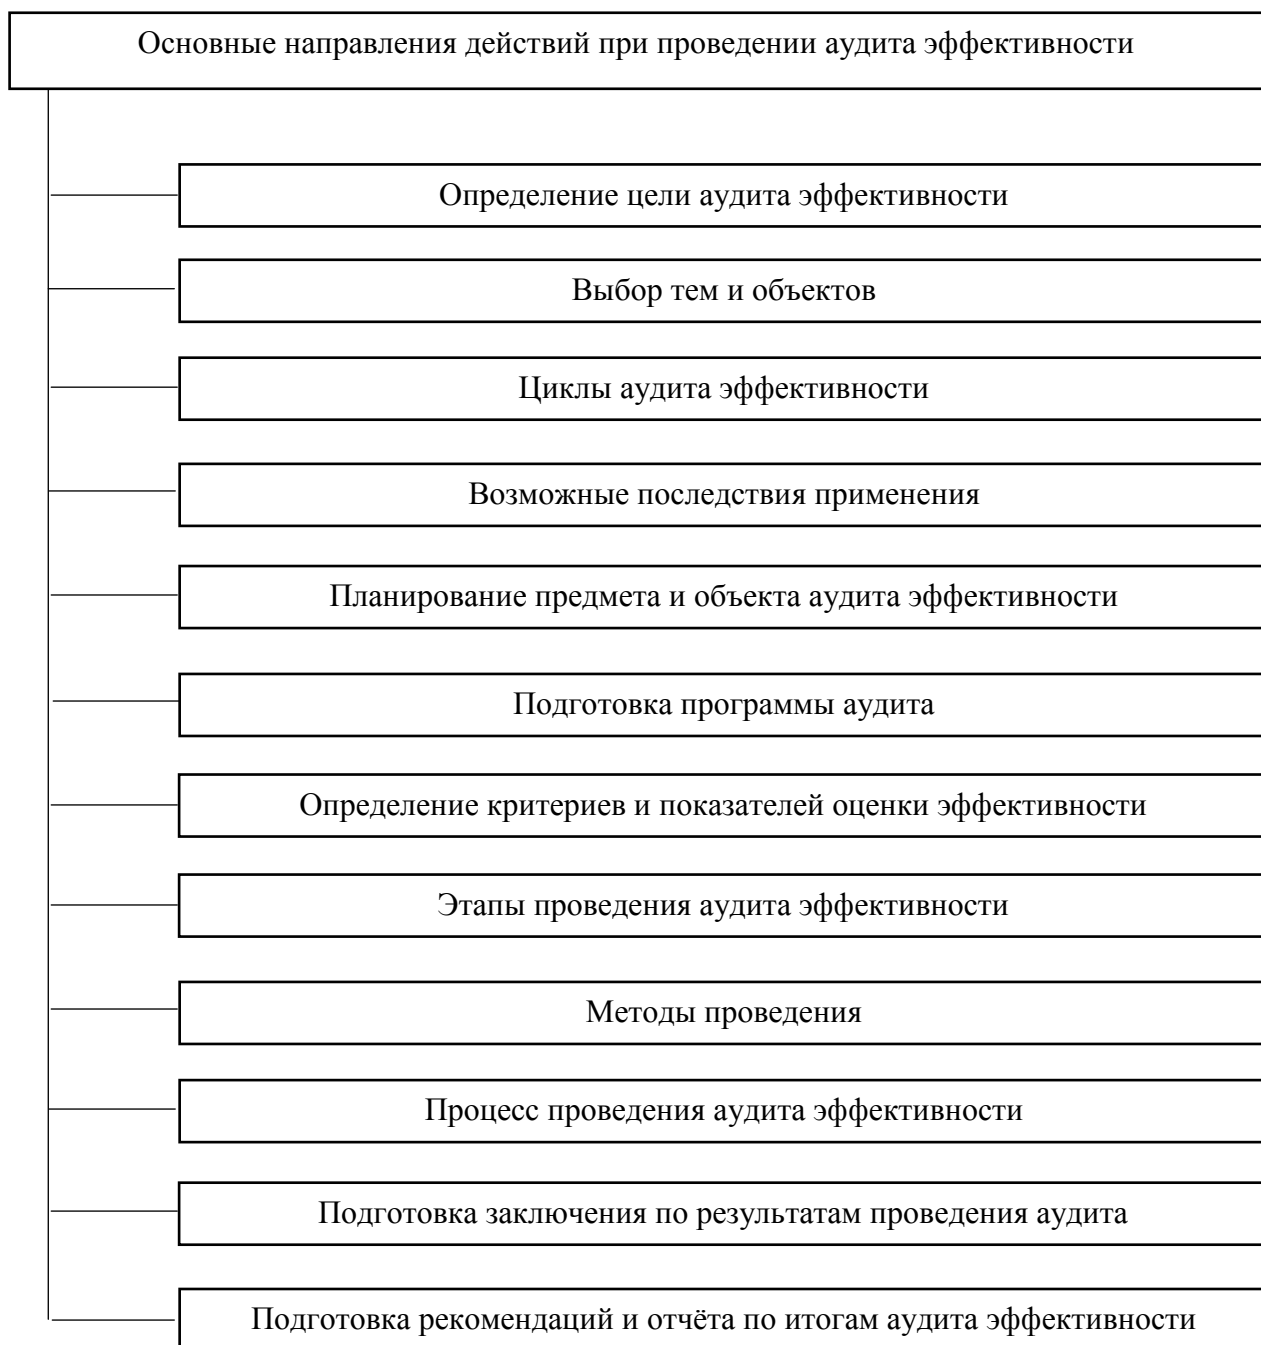 Основные направления действий при проведении аудита эффективности
Определение цели аудита эффективности
Выбор тем и объектов
Циклы аудита эффективности
Возможные последствия применения
Планирование предмета и объекта аудита эффективности
Подготовка программы аудита
Определение критериев и показателей оценки эффективности
Этапы проведения аудита эффективности
Методы проведения
Процесс проведения аудита эффективности
Подготовка заключения по результатам проведения аудита
Подготовка рекомендаций и отчёта по итогам аудита эффективности